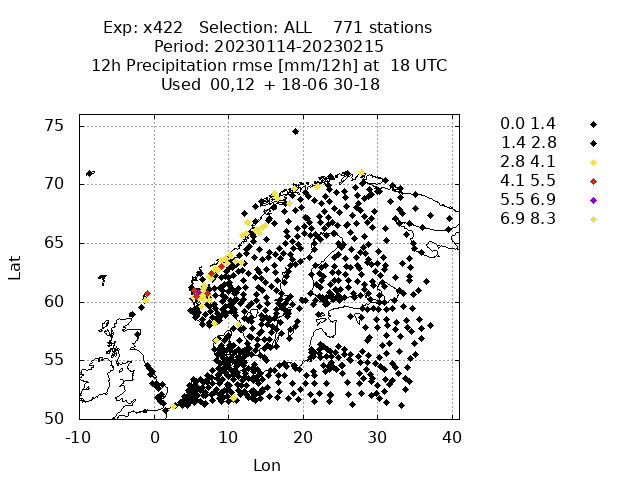 Exp: x422   Selection: ALL    771 stations
Period: 20230114-20230215
12h Precipitation rmse [mm/12h] at  18 UTC
Used  00,12  + 18-06 30-18
75
70
65
60
55
50
Lat
-10 0 10 20 30 40
Lon
0.0 1.4
1.4 2.8
2.8 4.1
4.1 5.5
5.5 6.9
6.9 8.3